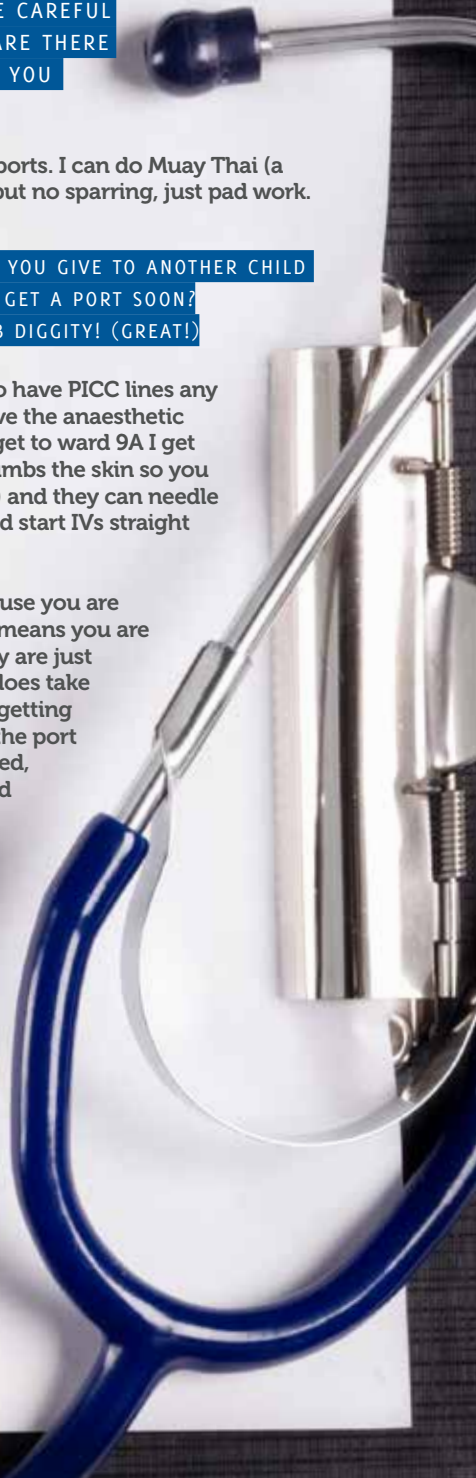 E CAREFUL
ARE THERE
YOU
ports. I can do Muay Thai (a
but no sparring, just pad work.
YOU GIVE TO ANOTHER CHILD
GET A PORT SOON?
B DIGGITY! (GREAT!)
o have PICC lines any
ve the anaesthetic
get to ward 9A I get
mbs the skin so you
) and they can needle
d start IVs straight
use you are
means you are
y are just
does take
getting
the port
ed,
d